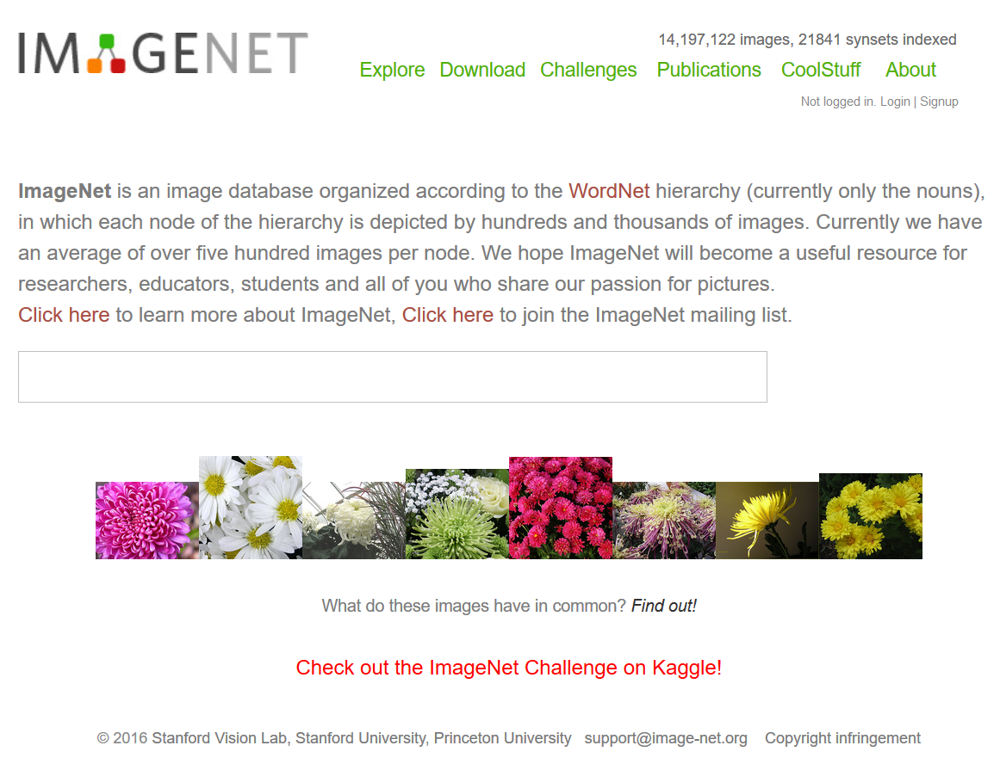 IMAGENET
14,197,122 images, 21841 synsets indexed
Explore Download Challenges Publications CoolStuff About
Not logged in. Login | Signup
ImageNet is an image database organized according to the WordNet hierarchy (currently only the nouns),
in which each node of the hierarchy is depicted by hundreds and thousands of images. Currently we have
an average of over five hundred images per node. We hope ImageNet will become a useful resource for
researchers, educators, students and all of you who share our passion for pictures.
Click here to learn more about ImageNet, Click here to join the ImageNet mailing list.
What do these images have in common? Find out!
Check out the ImageNet Challenge on Kaggle!
© 2016 Stanford Vision Lab, Stanford University, Princeton University support@image-net.org Copyright infringement